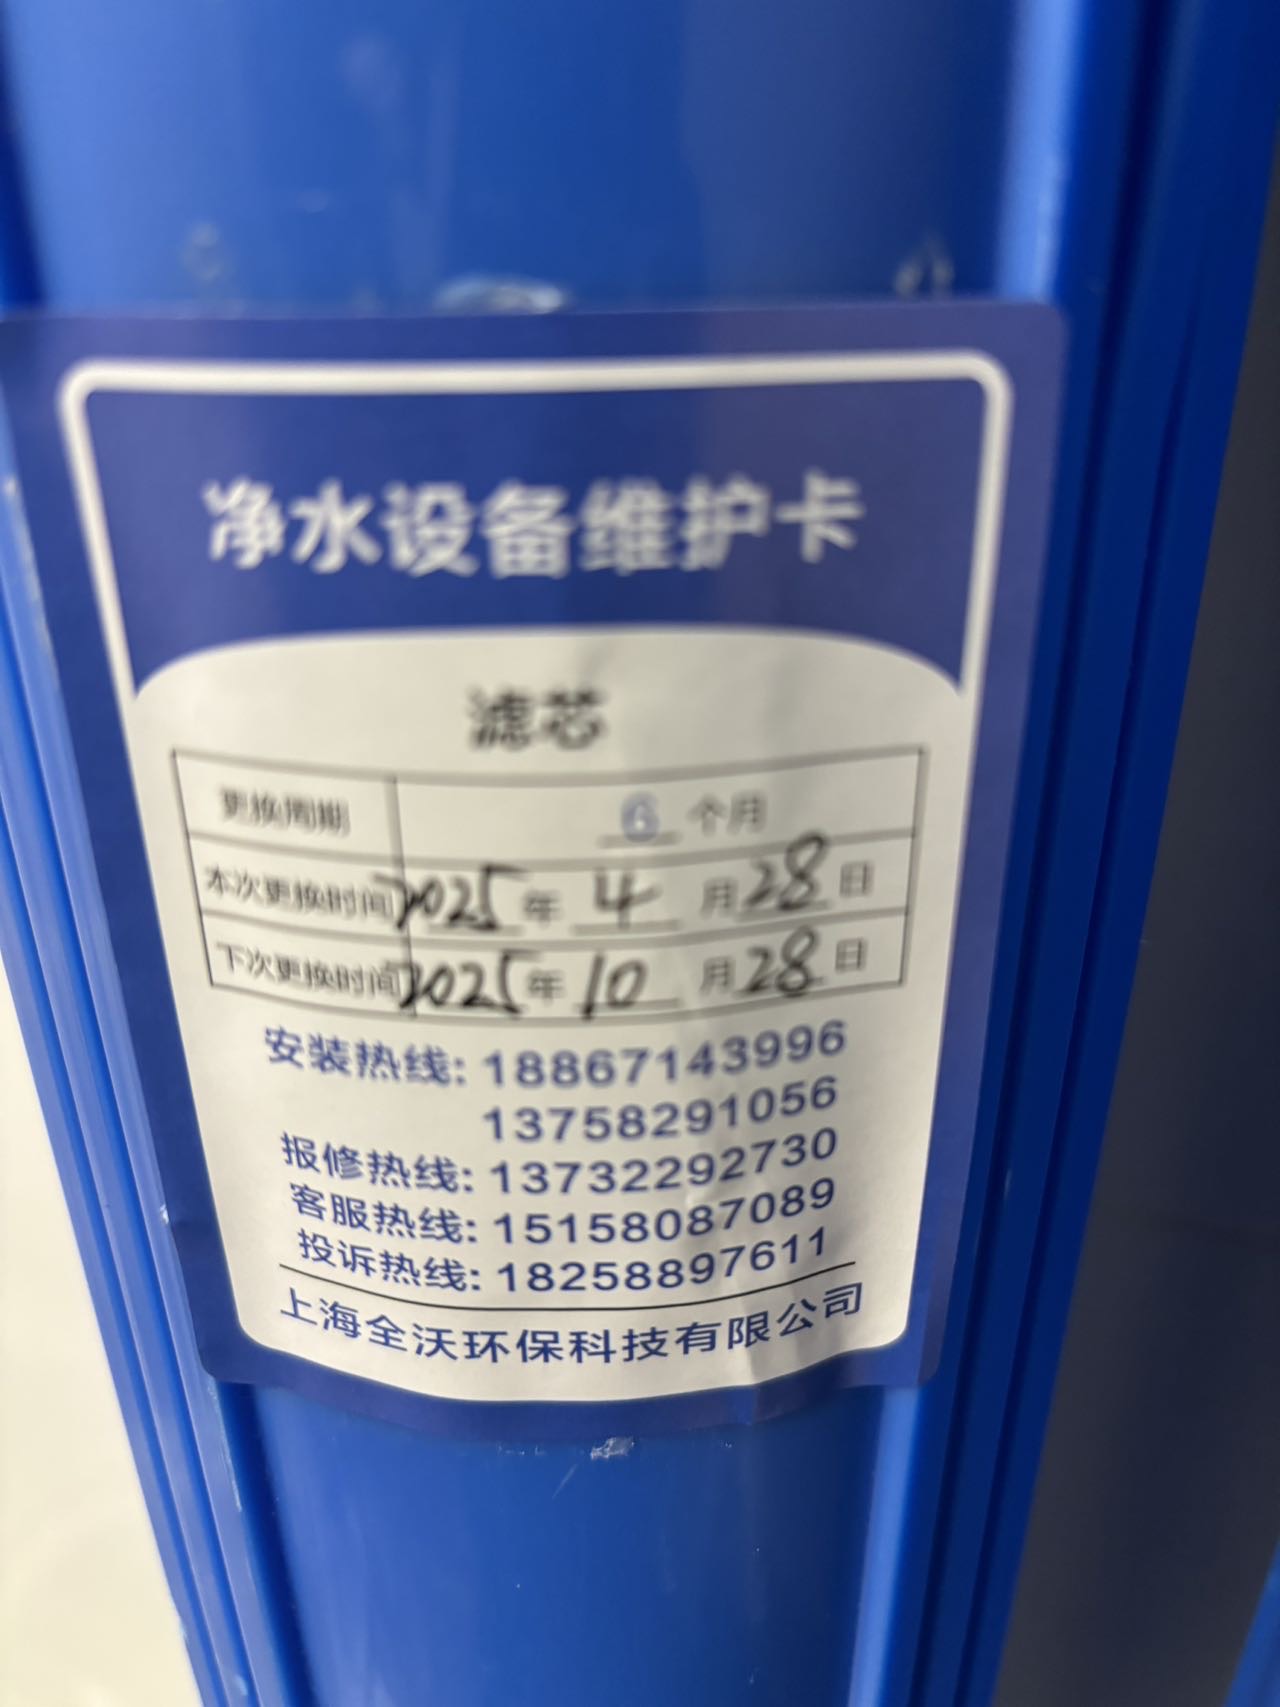 净水设备维护卡
滤芯
更换周期 6 个月
本次更换时间 2025 年 4 月 28 日
下次更换时间 2025 年 10 月 28 日
安装热线: 18867143996
13758291056
报修热线: 13732292730
客服热线: 15158087089
投诉热线: 18258897611
上海全沃环保科技有限公司